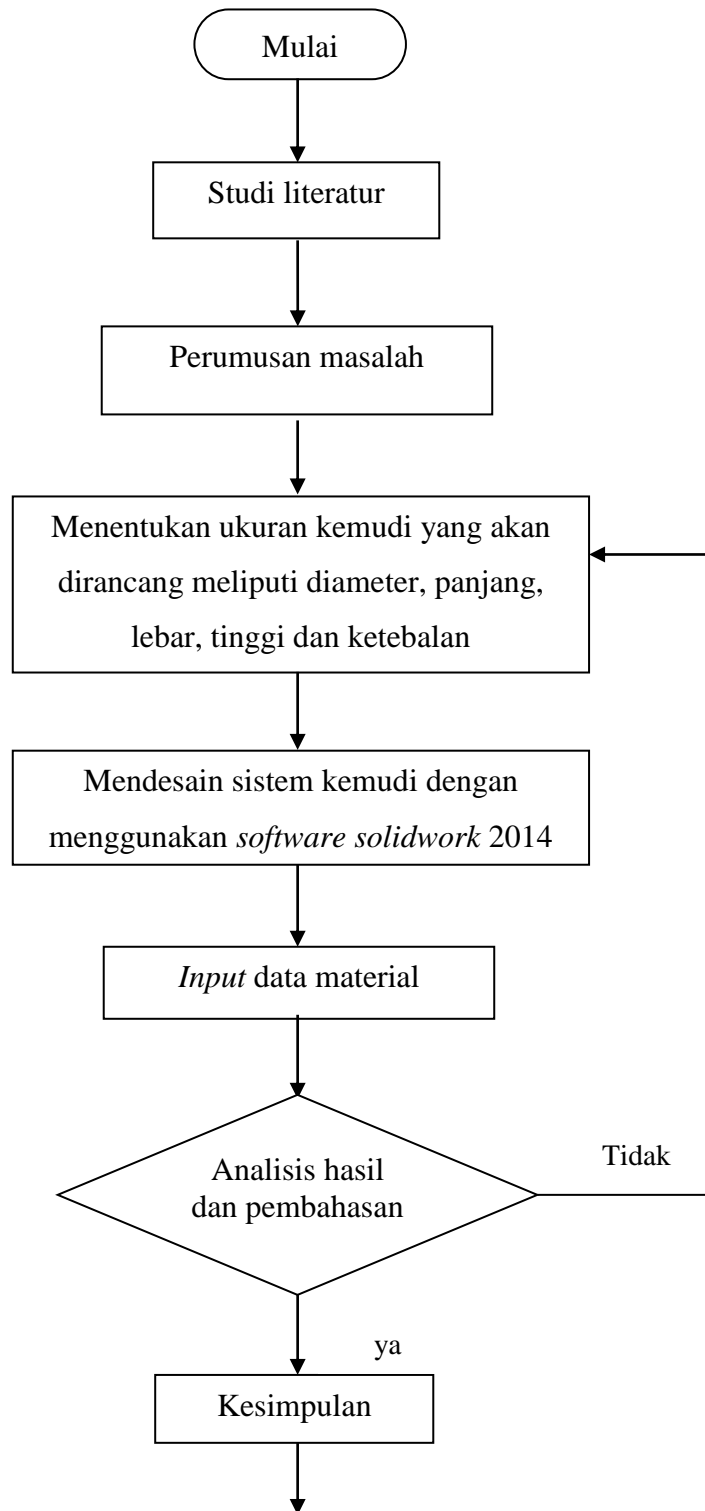 Mulai
Studi literatur
Perumusan masalah
Menentukan ukuran kemudi yang akan
dirancang meliputi diameter, panjang,
lebar, tinggi dan ketebalan
Mendesain sistem kemudi dengan
menggunakan software solidwork 2014
Input data material
Analisis hasil
dan pembahasan
Tidak
ya
Kesimpulan